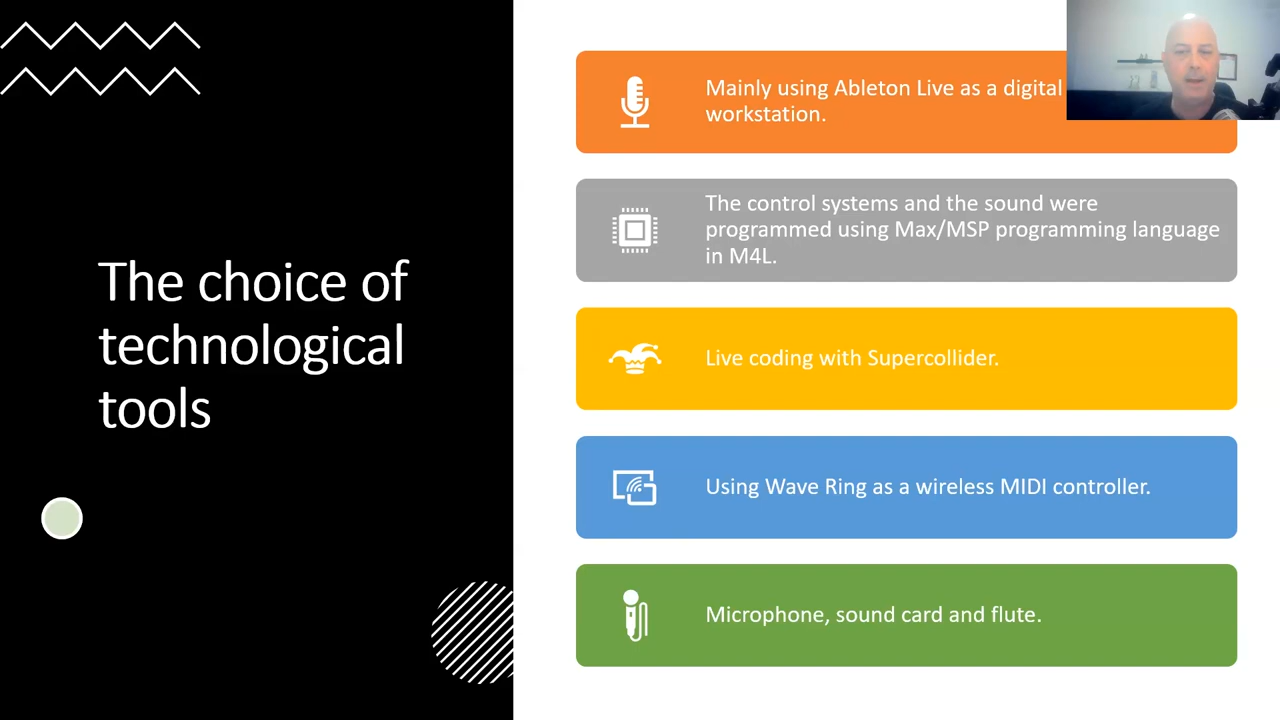 The choice of
technological
tools
Mainly using Ableton Live as a digital
workstation.
The control systems and the sound were
programmed using Max/MSP programming language
in M4L.
Live coding with Supercollider.
Using Wave Ring as a wireless MIDI controller.
Microphone, sound card and flute.